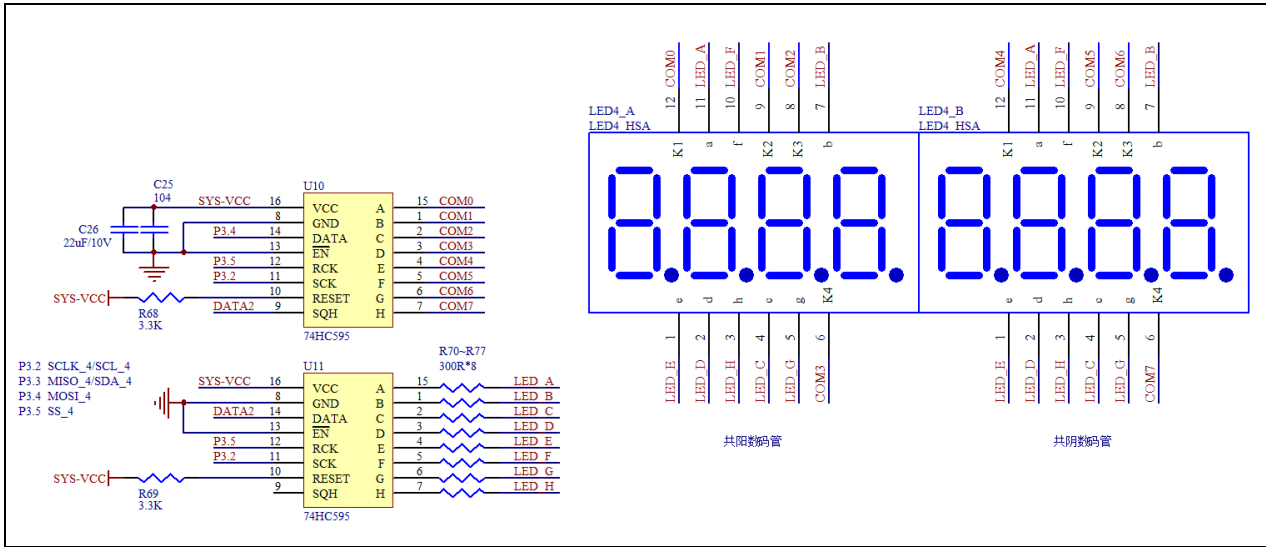 C25
104
C26
22uF/10V
U10
SYS-VCC 16 VCC A 15 COM0
8 GND B 1 COM1
P3.4 14 DATA C 2 COM2
13 EN D 3 COM3
P3.5 12 RCK E 4 COM4
P3.2 11 SCK F 5 COM5
SYS-VCC 10 RESET G 6 COM6
DATA2 9 SQH H 7 COM7
R68
3.3K
74HC595
P3.2 SCLK_4/SCL_4
P3.3 MISO_4/SDA_4
P3.4 MOSI_4
P3.5 SS_4
U11
R70~R77
300R*8
SYS-VCC 16 VCC A 15 LED_A
8 GND B 1 LED_B
DATA2 14 DATA C 2 LED_C
13 EN D 3 LED_D
P3.5 12 RCK E 4 LED_E
P3.2 11 SCK F 5 LED_F
SYS-VCC 10 RESET G 6 LED_G
9 SQH H 7 LED_H
R69
3.3K
74HC595
COM0 LED_A LED_F COM1 COM2 LED_B
12 11 10 9 8 7
LED4_A
LED4_HSA
K1 a f K2 K3 b
e d h c g K4
1 2 3 4 5 6
LED_E LED_D LED_H LED_C LED_G COM3
共阳数码管
COM4 LED_A LED_F COM5 COM6 LED_B
12 11 10 9 8 7
LED4_B
LED4_HSA
K1 a f K2 K3 b
e d h c g K4
1 2 3 4 5 6
LED_E LED_D LED_H LED_C LED_G COM7
共阴数码管